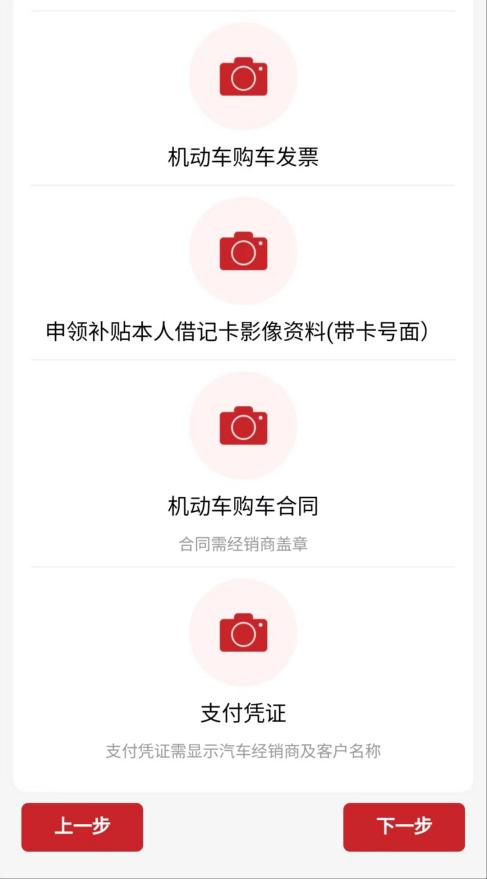 机动车购车发票
申领补贴本人借记卡影像资料(带卡号面）
机动车购车合同
合同需经销商盖章
支付凭证
支付凭证需显示汽车经销商及客户名称
上一步
下一步